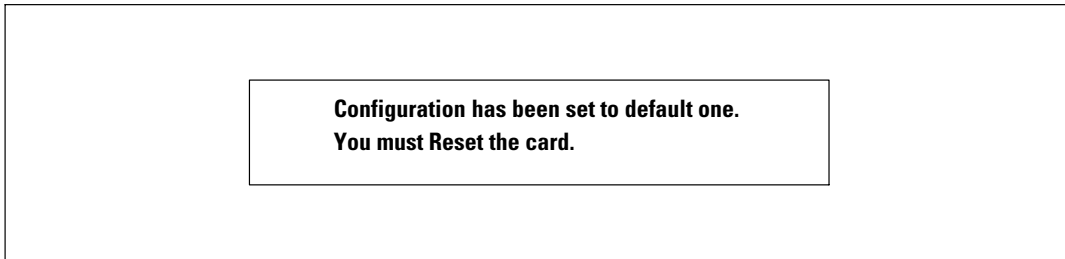 Configuration has been set to default one.
You must Reset the card.